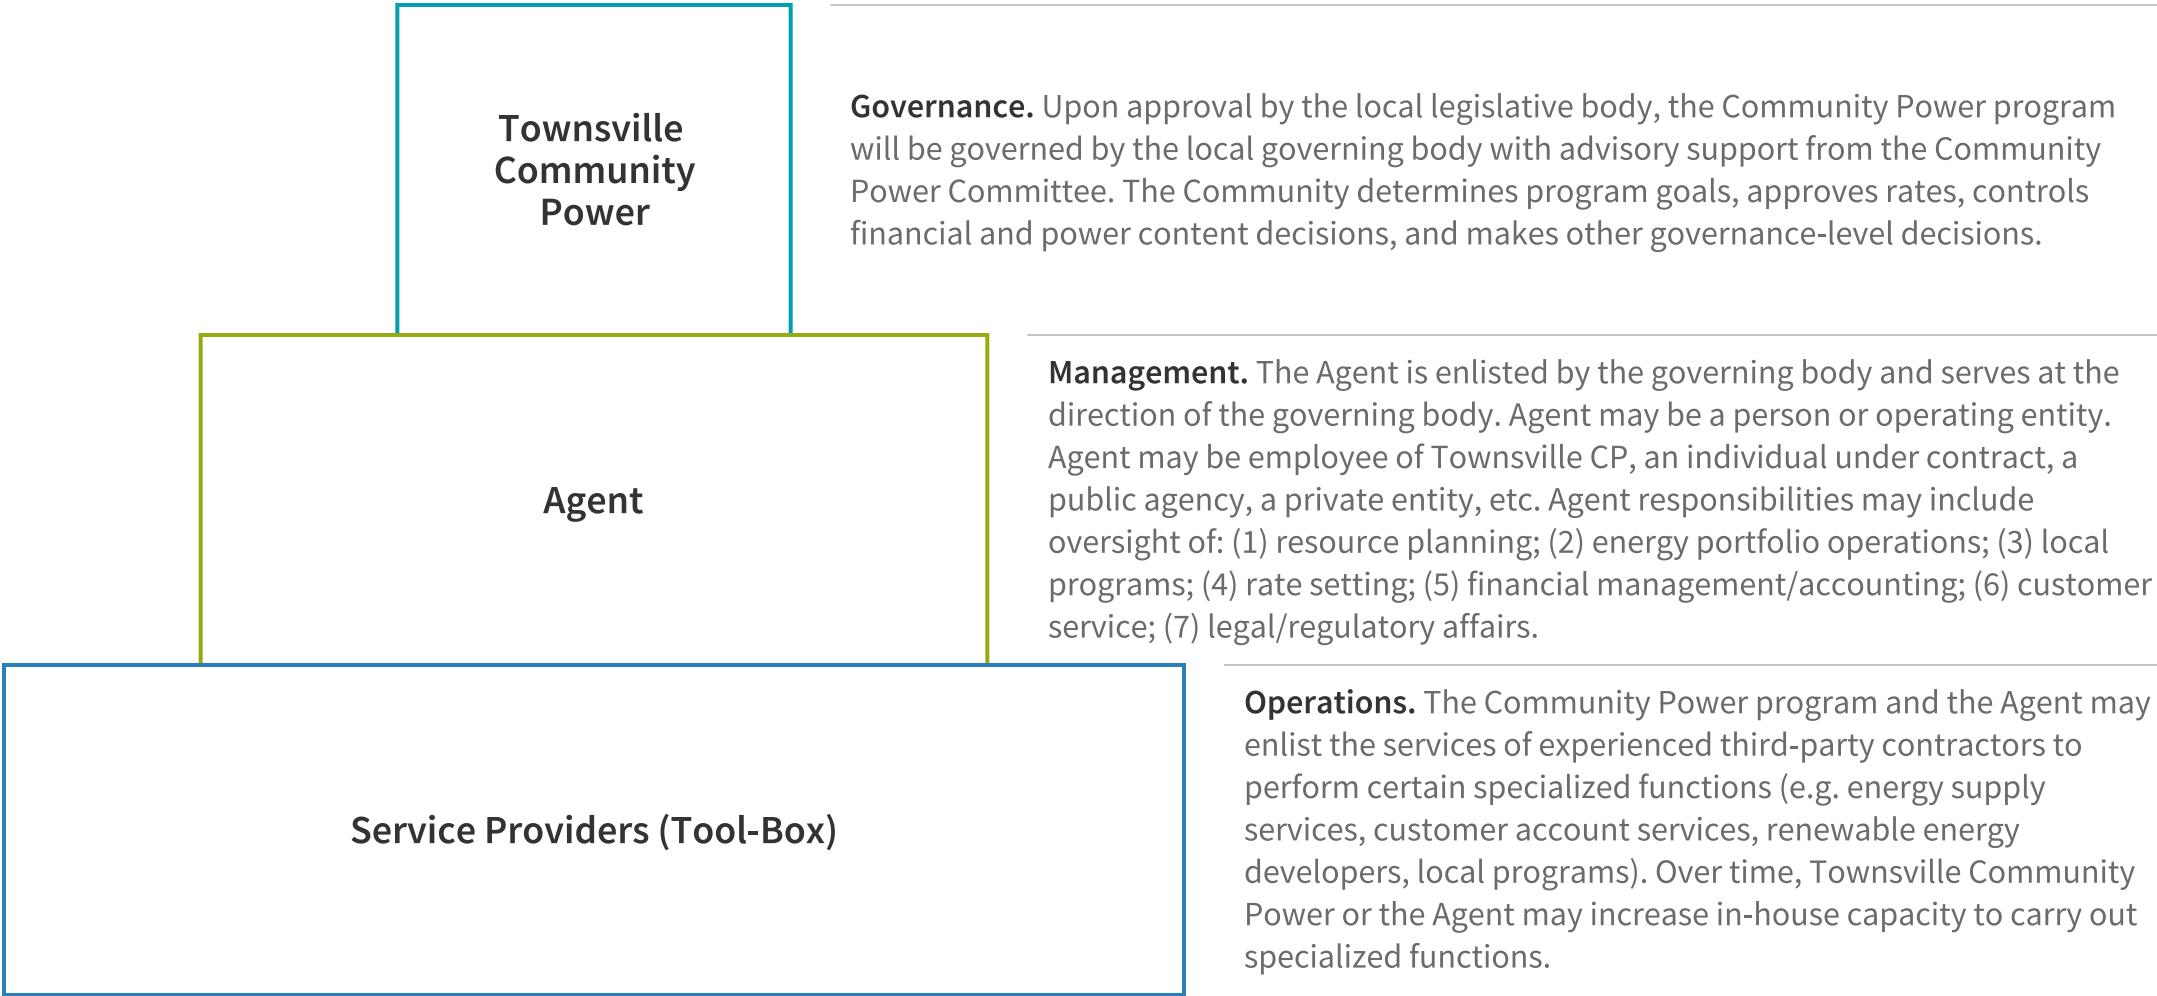 Townsville
Community
Power
Governance. Upon approval by the local legislative body, the Community Power program
will be governed by the local governing body with advisory support from the Community
Power Committee. The Community determines program goals, approves rates, controls
financial and power content decisions, and makes other governance-level decisions.
Agent
Management. The Agent is enlisted by the governing body and serves at the
direction of the governing body. Agent may be a person or operating entity.
Agent may be employee of Townsville CP, an individual under contract, a
public agency, a private entity, etc. Agent responsibilities may include
oversight of: (1) resource planning; (2) energy portfolio operations; (3) local
programs; (4) rate setting; (5) financial management/accounting; (6) customer
service; (7) legal/regulatory affairs.
Service Providers (Tool-Box)
Operations. The Community Power program and the Agent may
enlist the services of experienced third-party contractors to
perform certain specialized functions (e.g. energy supply
services, customer account services, renewable energy
developers, local programs). Over time, Townsville Community
Power or the Agent may increase in-house capacity to carry out
specialized functions.